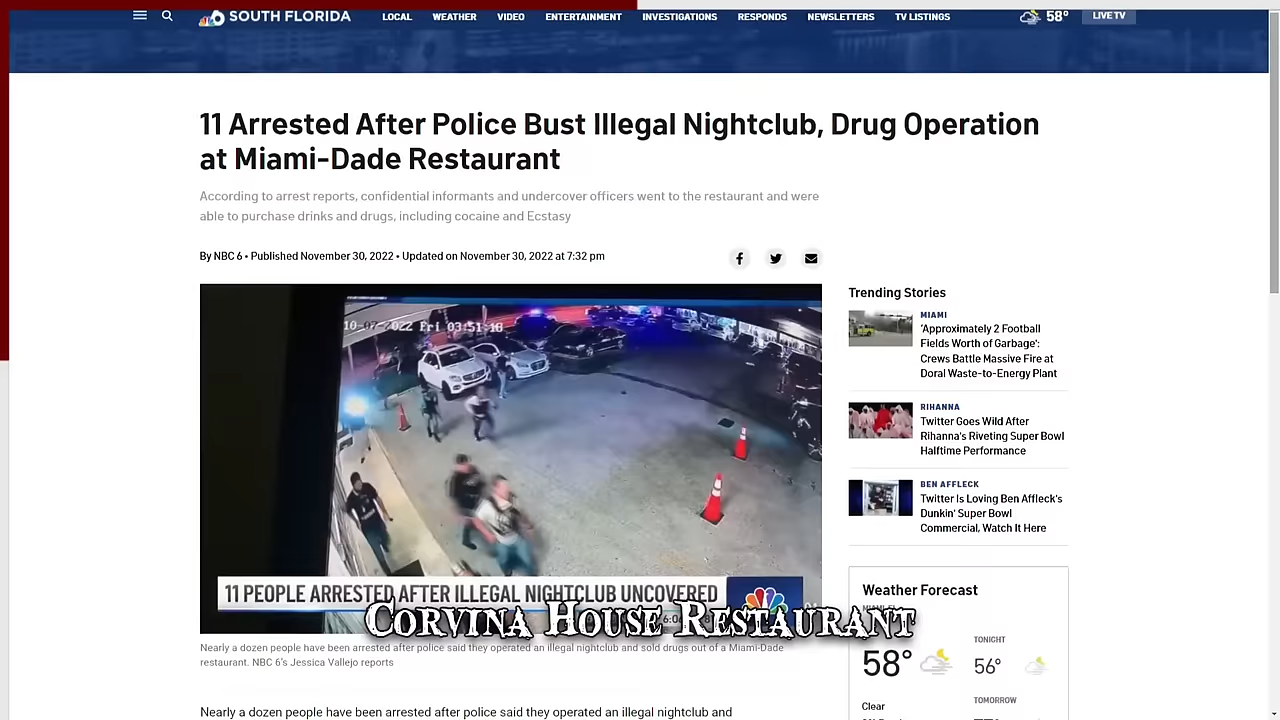 SOUTH FLORIDA
LOCAL WEATHER VIDEO ENTERTAINMENT INVESTIGATIONS RESPONDS NEWSLETTERS TV LISTINGS
58°
LIVE TV
11 Arrested After Police Bust Illegal Nightclub, Drug Operation
at Miami-Dade Restaurant
According to arrest reports, confidential informants and undercover officers went to the restaurant and were
able to purchase drinks and drugs, including cocaine and Ecstasy
By NBC 6 • Published November 30, 2022 • Updated on November 30, 2022 at 7:32 pm
10-07-2022 Fri 03:51:18
11 PEOPLE ARRESTED AFTER ILLEGAL NIGHTCLUB UNCOVERED
CORVINA HOUSE RESTAURANT
Nearly a dozen people have been arrested after police said they operated an illegal nightclub and sold drugs out of a Miami-Dade
restaurant. NBC 6's Jessica Vallejo reports
Nearly a dozen people have been arrested after police said they operated an illegal nightclub and
Trending Stories
MIAMI
'Approximately 2 Football
Fields Worth of Garbage':
Crews Battle Massive Fire at
Doral Waste-to-Energy Plant
RIHANNA
Twitter Goes Wild After
Rihanna's Riveting Super Bowl
Halftime Performance
BEN AFFLECK
Twitter Is Loving Ben Affleck's
Dunkin' Super Bowl
Commercial, Watch It Here
Weather Forecast
58°
Clear
TONIGHT
56°
TOMORROW